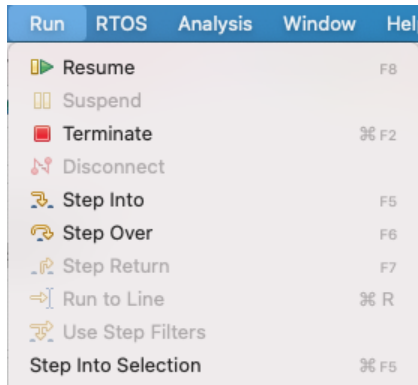 Run RTOS Analysis Window Hel
Resume F8
Suspend
Terminate ⌘ F2
Disconnect
Step Into F5
Step Over F6
Step Return F7
Run to Line ⌘ R
Use Step Filters
Step Into Selection ⌘ F5